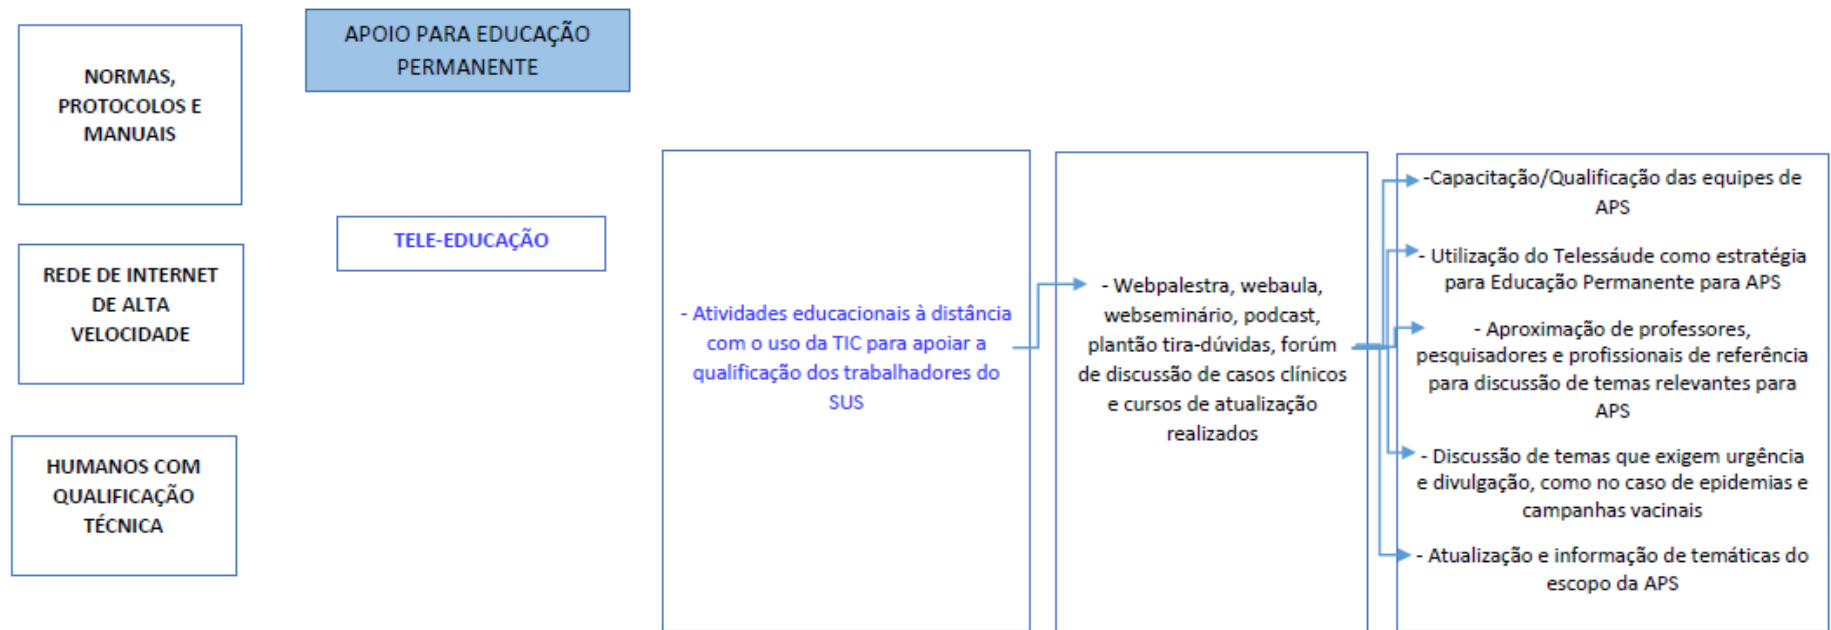 NORMAS,
PROTOCOLOS E
MANUAIS
REDE DE INTERNET
DE ALTA
VELOCIDADE
HUMANOS COM
QUALIFICAÇÃO
TÉCNICA
APOIO PARA EDUCAÇÃO
PERMANENTE
TELE-EDUCAÇÃO
- Atividades educacionais à distância
com o uso da TIC para apoiar a
qualificação dos trabalhadores do
SUS
- Webpalestra, webaula,
webseminário, podcast,
plantão tira-dúvidas, forúm
de discussão de casos clínicos
e cursos de atualização
realizados
-Capacitação/Qualificação das equipes de
APS
- Utilização do Telessáude como estratégia
para Educação Permanente para APS
- Aproximação de professores,
pesquisadores e profissionais de referência
para discussão de temas relevantes para
APS
- Discussão de temas que exigem urgência
e divulgação, como no caso de epidemias e
campanhas vacinais
- Atualização e informação de temáticas do
escopo da APS